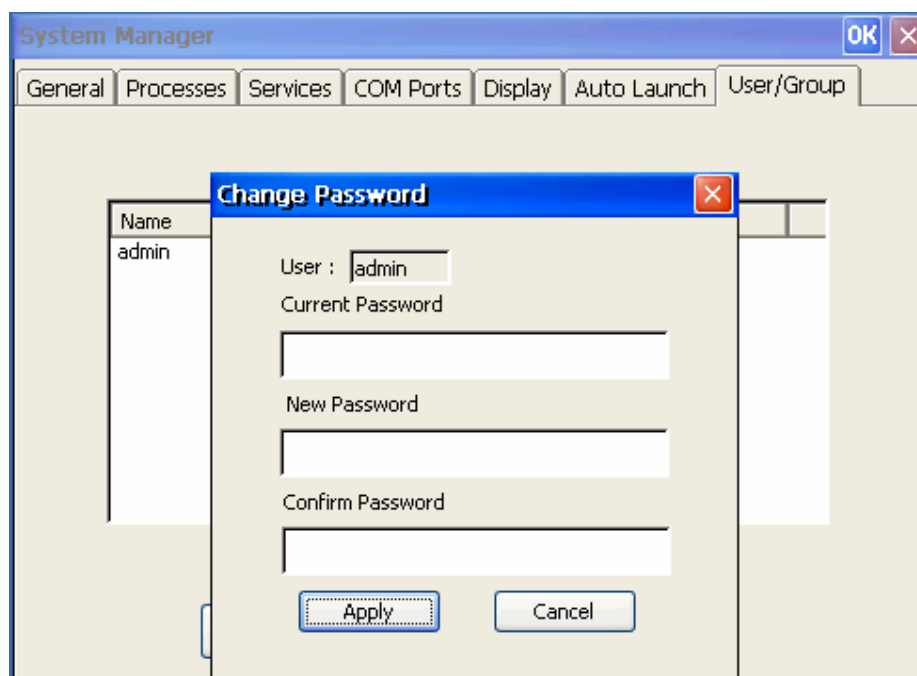 System Manager OK
General Processes Services COM Ports Display Auto Launch User/Group
Change Password
Name
admin
User : admin
Current Password
New Password
Confirm Password
Apply Cancel